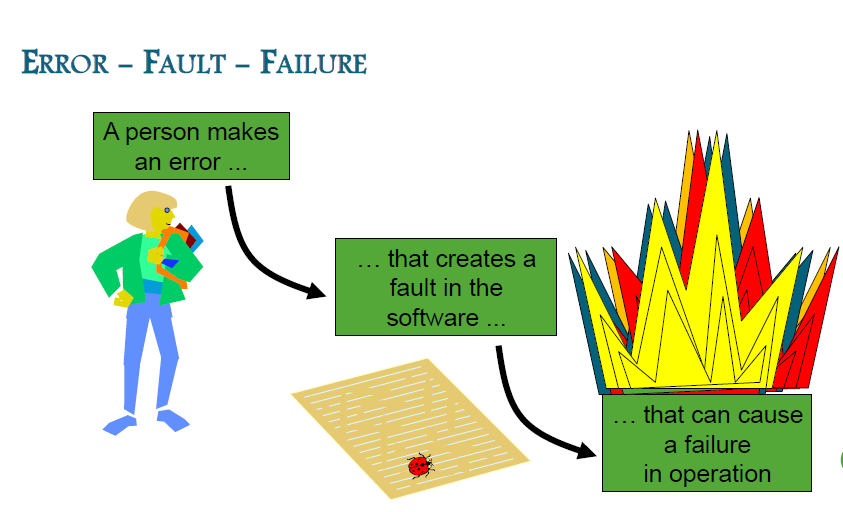 ERROR – FAULT – FAILURE
A person makes
an error ...
… that creates a
fault in the
software ...
… that can cause
a failure
in operation